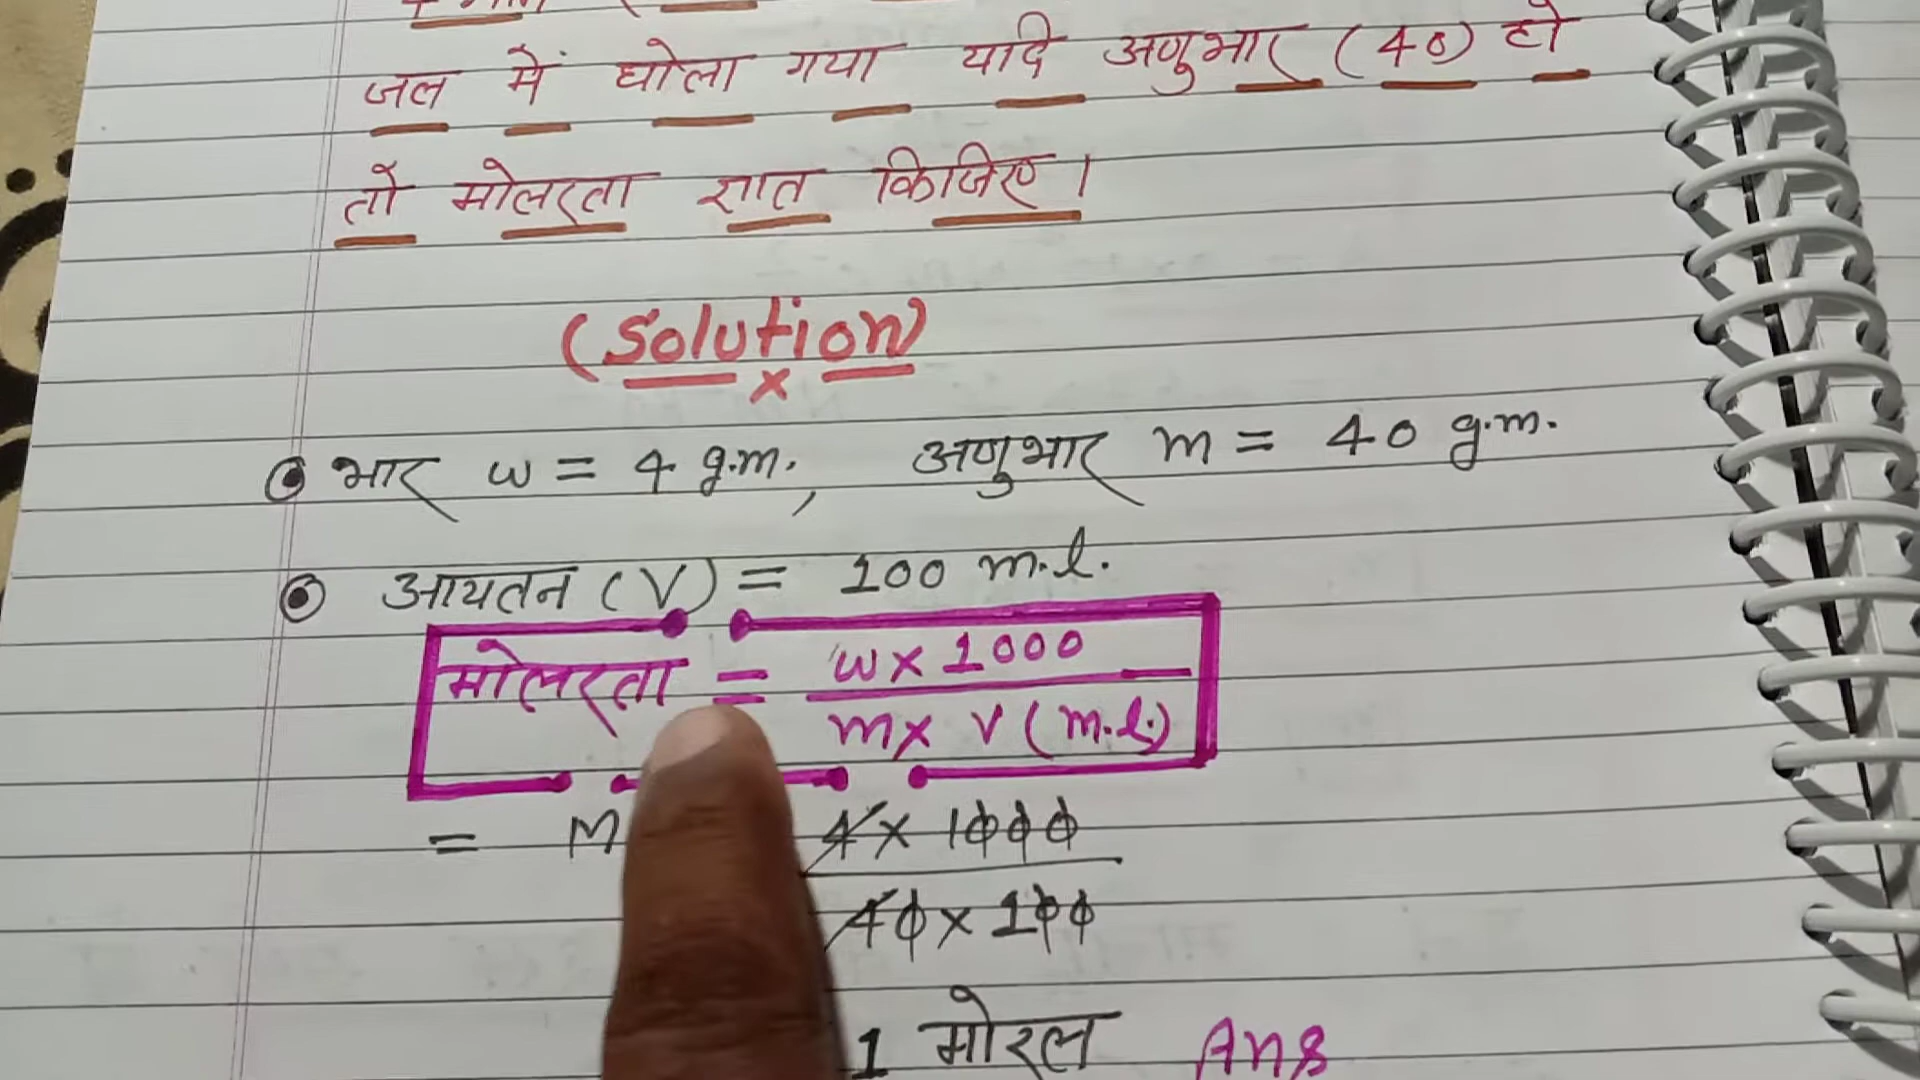 जल में घोला गया यदि अणुभार (40) हो
तो मोलरता ज्ञात किजिए।
(Solution)
x
भार w = 4 g.m., अणुभार m = 40 g.m.
आयतन (V) = 100 m.l.
मोलरता = w x 1000
m x V (m.l.)
= M 4 x 1000
40 x 100
1 मोरल Ans